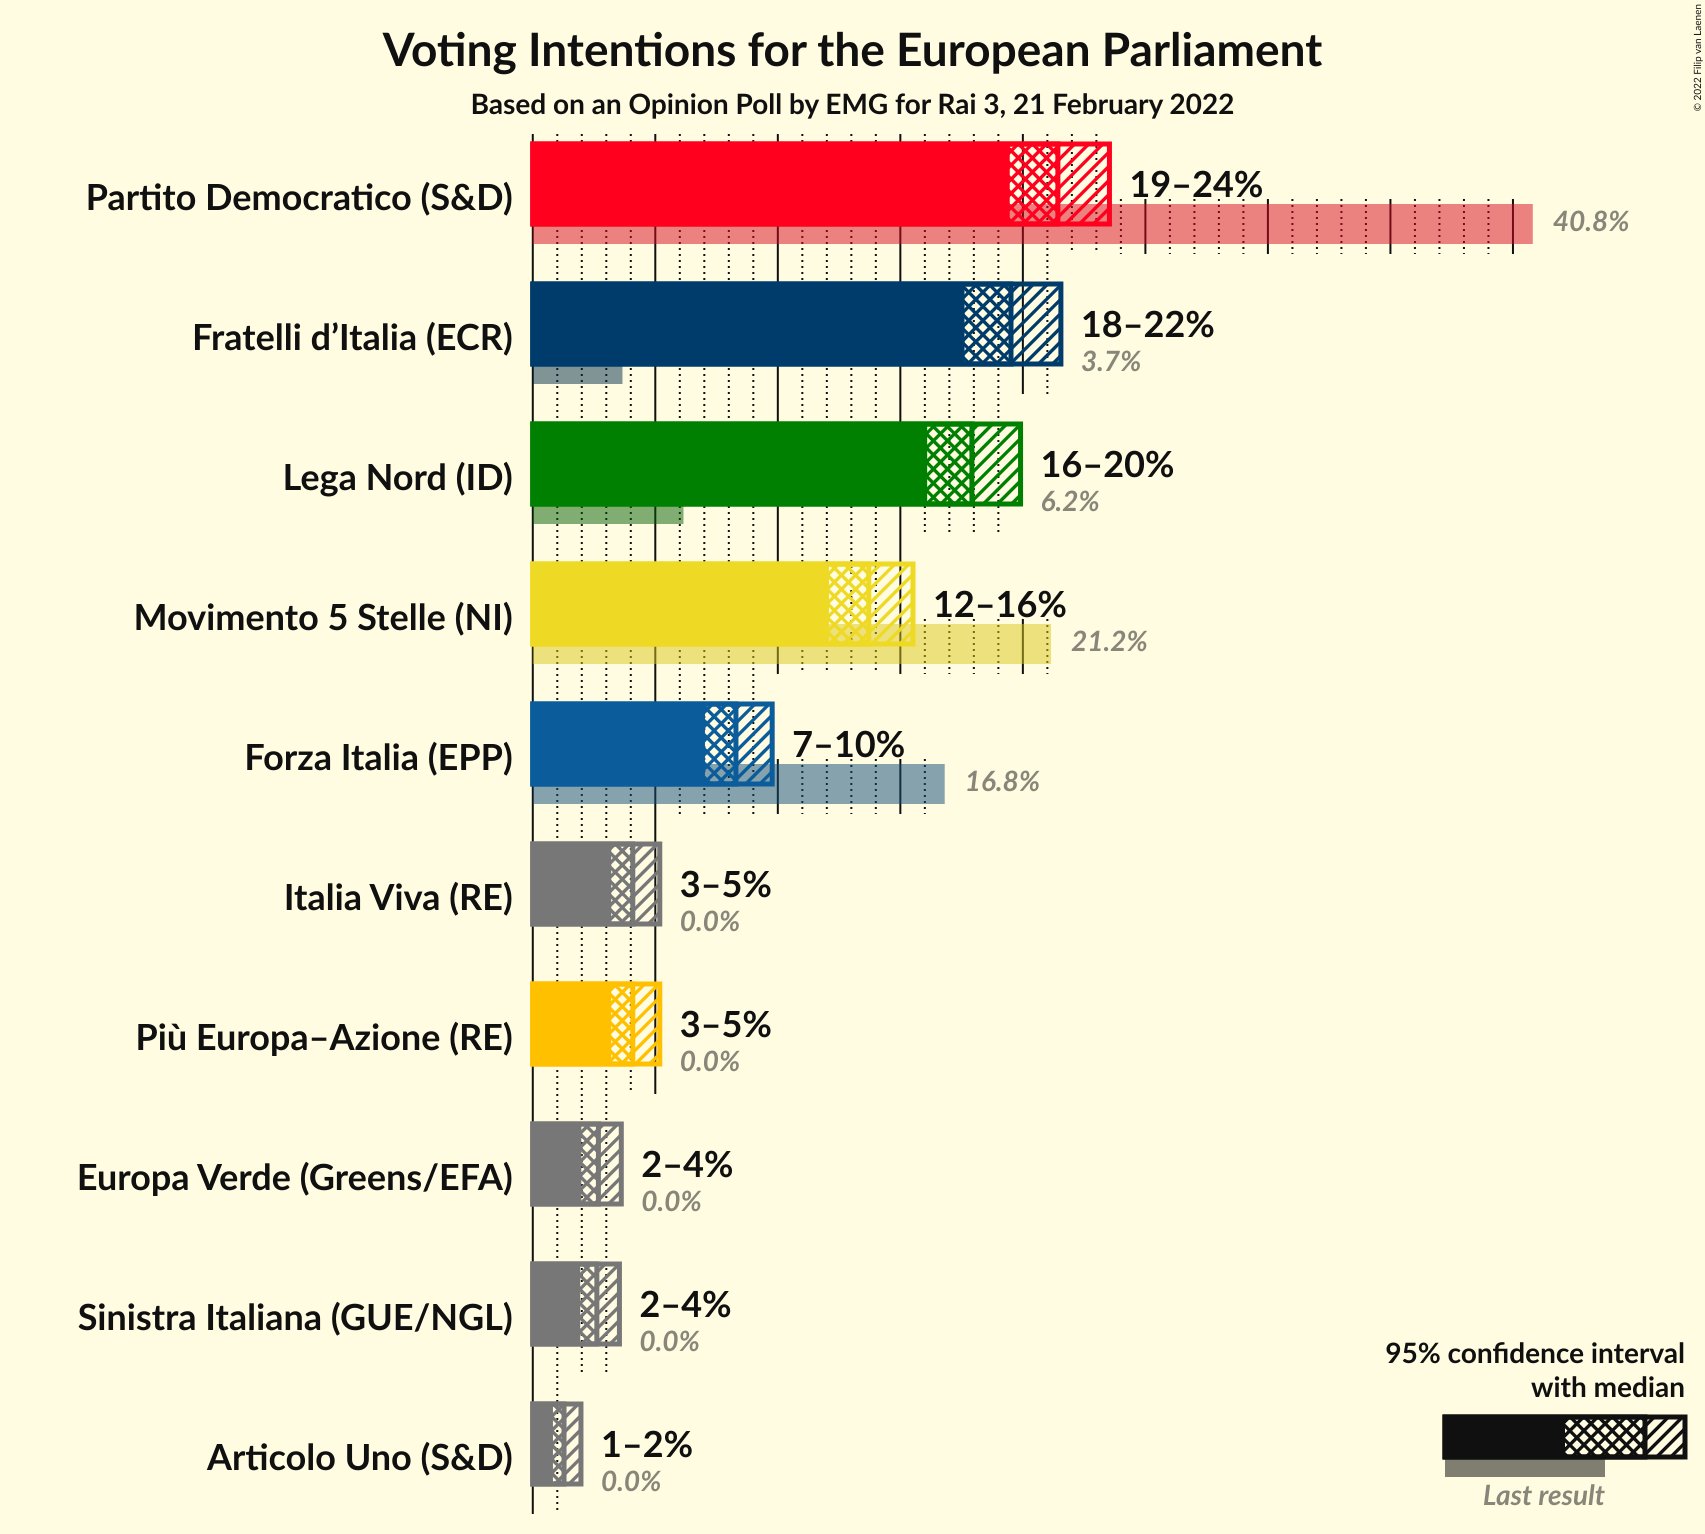 Voting Intentions for the European Parliament
Based on an Opinion Poll by EMG for Rai 3, 21 February 2022
© 2022 Filip van Laenen
Partito Democratico (S&D)
19–24%
40.8%
Fratelli d’Italia (ECR)
18–22%
3.7%
Lega Nord (ID)
16–20%
6.2%
Movimento 5 Stelle (NI)
12–16%
21.2%
Forza Italia (EPP)
7–10%
16.8%
Italia Viva (RE)
3–5%
0.0%
Più Europa–Azione (RE)
3–5%
0.0%
Europa Verde (Greens/EFA)
2–4%
0.0%
Sinistra Italiana (GUE/NGL)
2–4%
0.0%
Articolo Uno (S&D)
1–2%
0.0%
95% confidence interval
with median
Last result